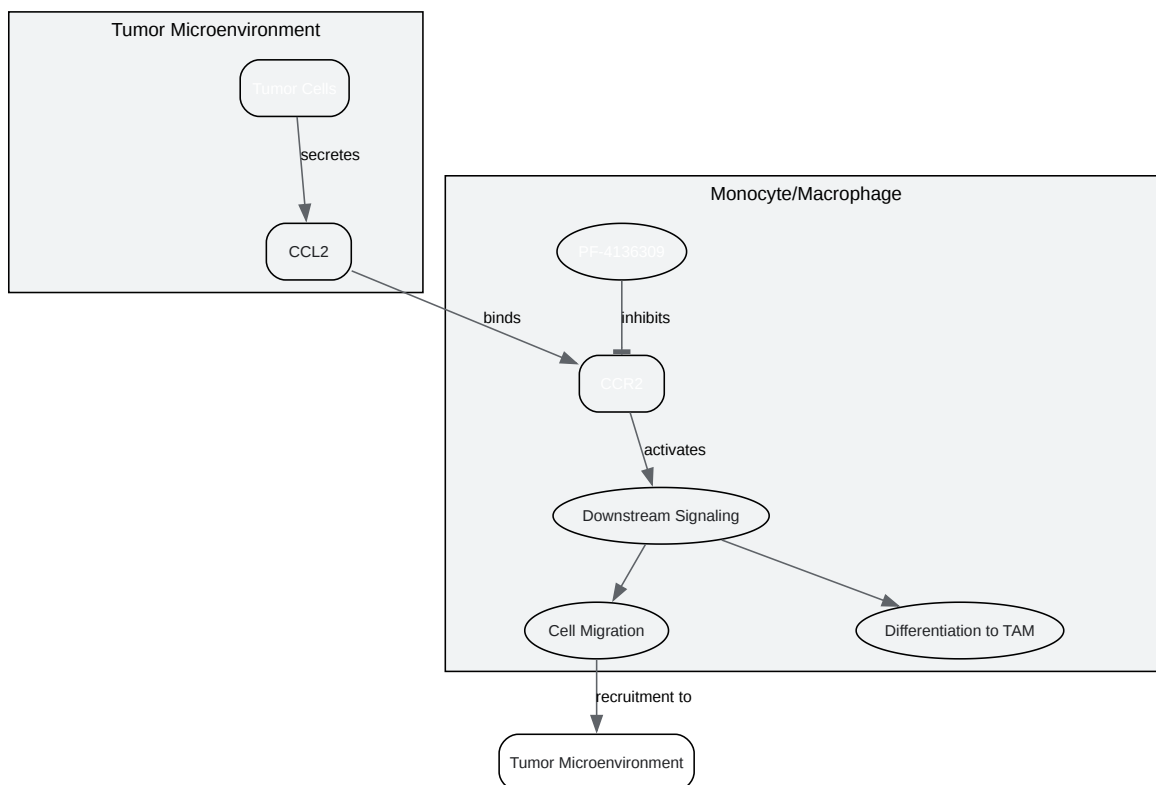 Tumor Microenvironment
Tumor Cells
secretes
CCL2
Monocyte/Macrophage
PF-4136309
binds
inhibits
CCR2
activates
Downstream Signaling
Cell Migration
Differentiation to TAM
recruitment to
Tumor Microenvironment